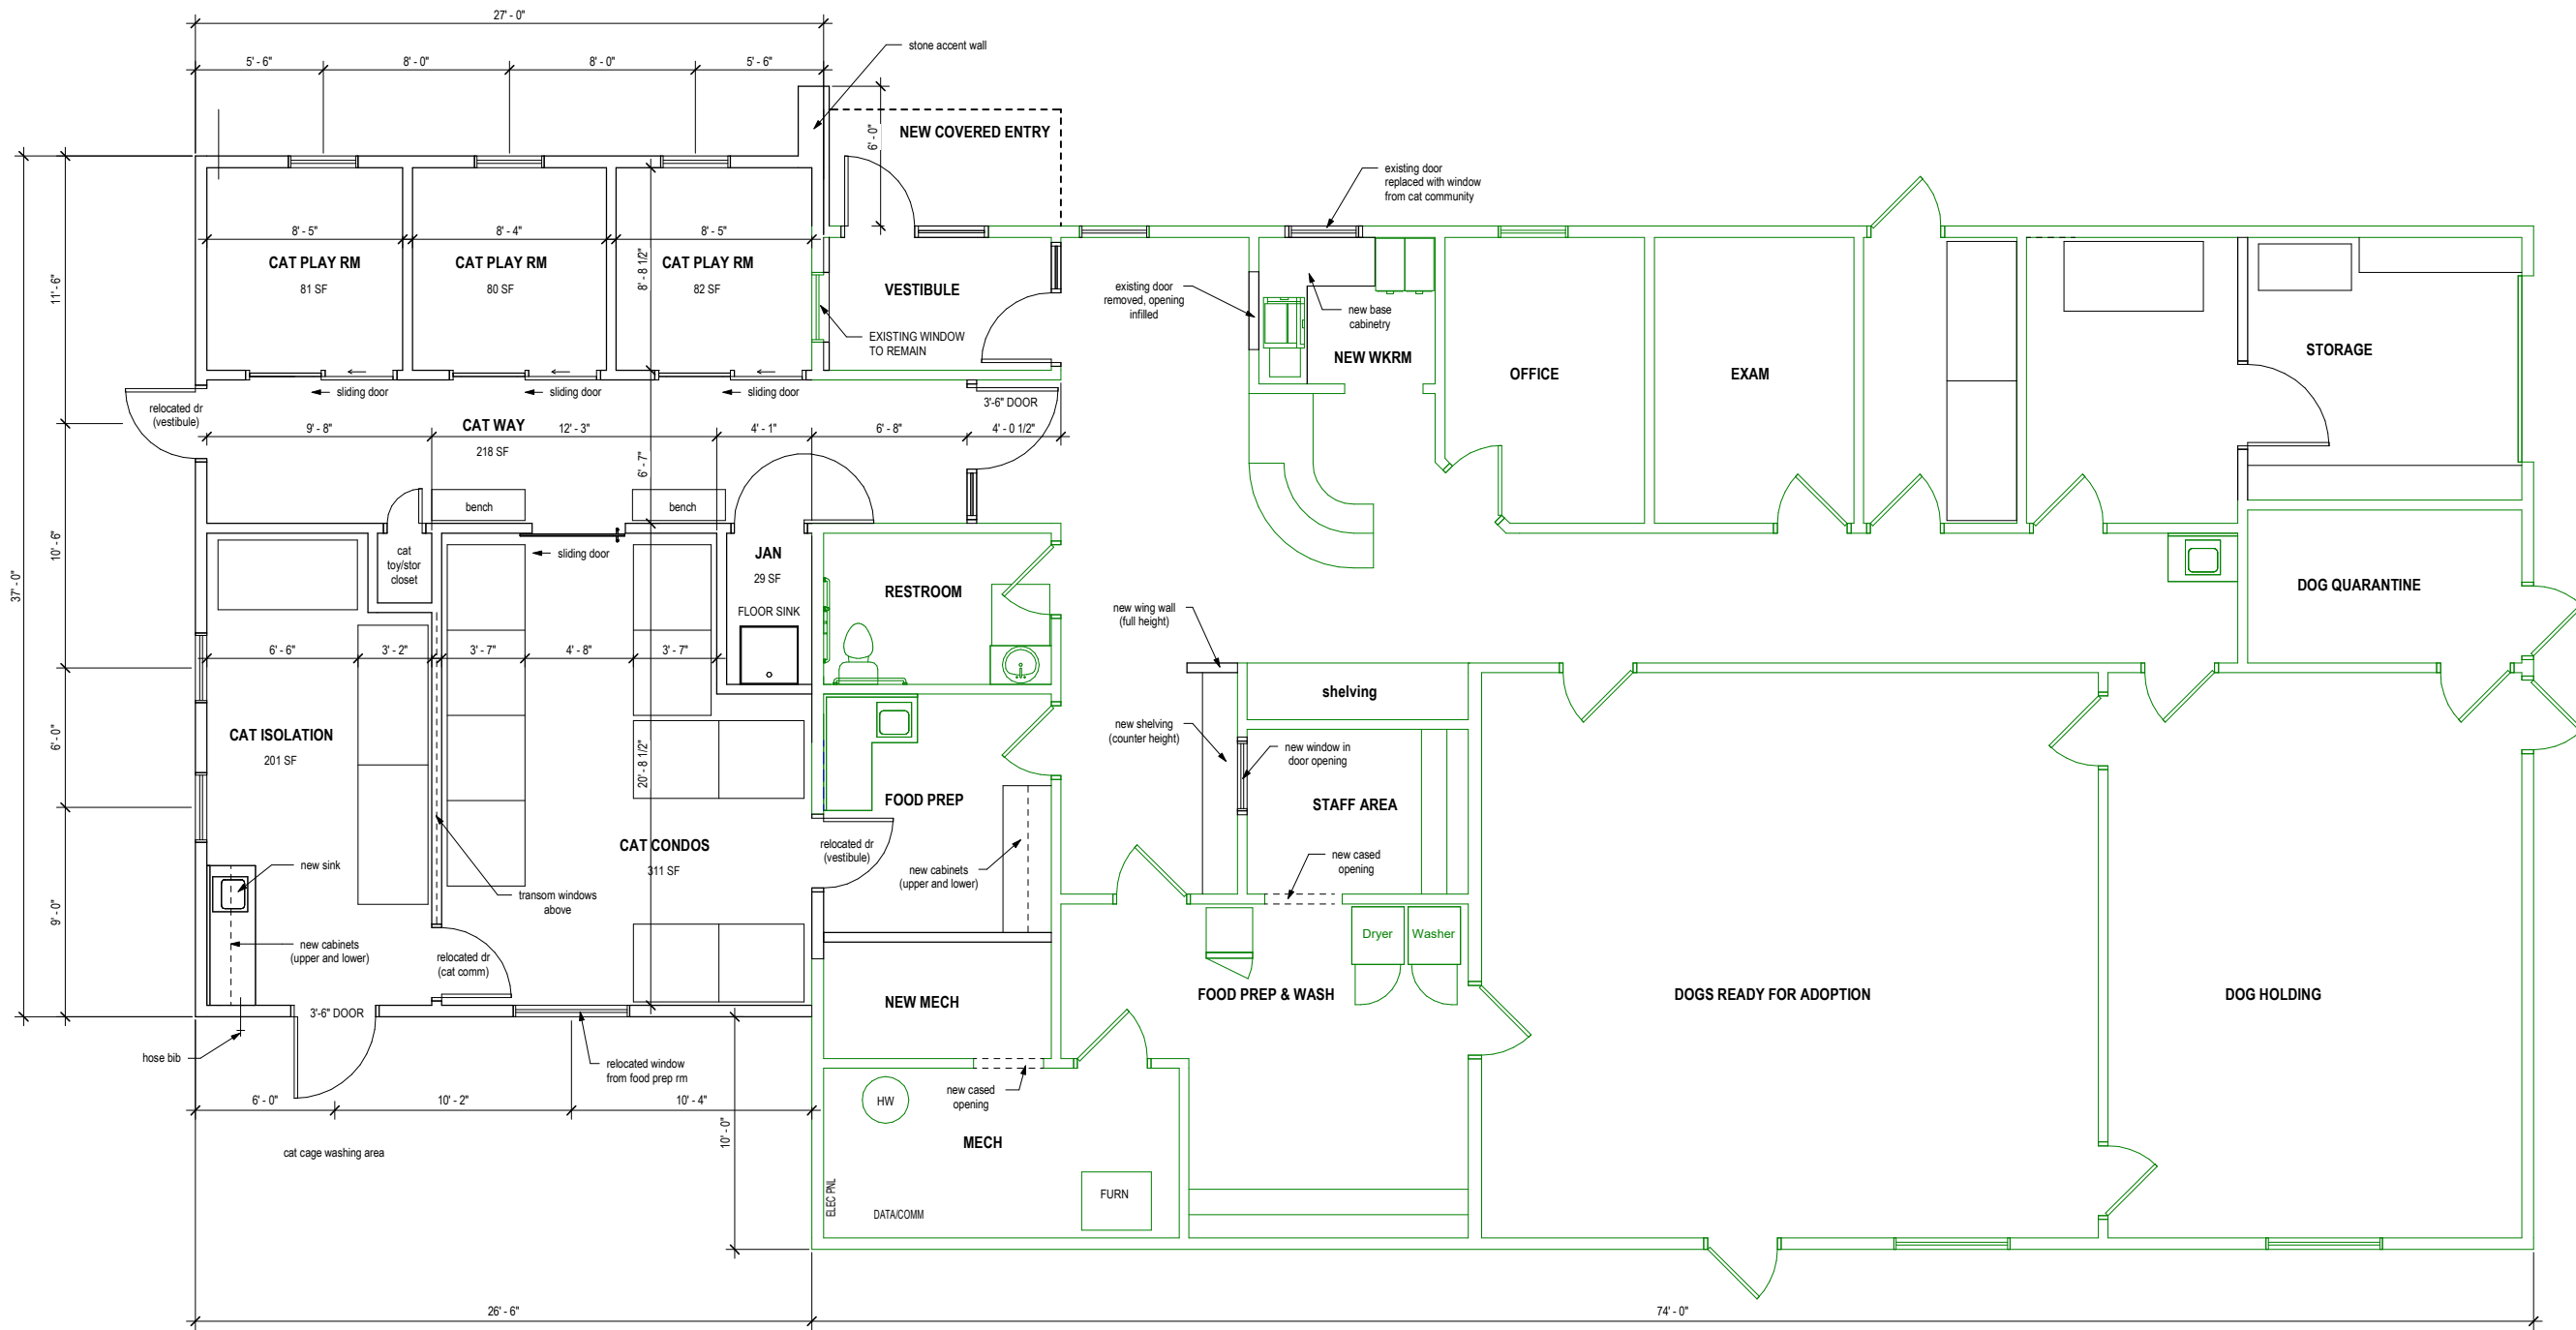 27' - 0"
stone accent wall
5' - 6"
8' - 0"
8' - 0"
5' - 6"
6' - 0"
NEW COVERED ENTRY
existing door
replaced with window
from cat community
8' - 5"
8' - 4"
8' - 5"
CAT PLAY RM
81 SF
CAT PLAY RM
80 SF
CAT PLAY RM
82 SF
8' - 8 1/2"
VESTIBULE
EXISTING WINDOW
TO REMAIN
existing door
removed, opening
infilled
new base
cabinetry
NEW WKRM
OFFICE
EXAM
STORAGE
11' - 6"
sliding door
sliding door
sliding door
relocated dr
(vestibule)
3'-6" DOOR
9' - 8"
CAT WAY
218 SF
12' - 3"
4' - 1"
6' - 8"
4' - 0 1/2"
6' - 7"
bench
bench
10' - 6"
37' - 0"
cat
toy/stor
closet
sliding door
JAN
29 SF
FLOOR SINK
RESTROOM
DOG QUARANTINE
new wing wall
(full height)
6' - 6"
3' - 2"
3' - 7"
4' - 8"
3' - 7"
shelving
6' - 0"
CAT ISOLATION
201 SF
20' - 8 1/2"
new shelving
(counter height)
new window in
door opening
FOOD PREP
STAFF AREA
CAT CONDOS
311 SF
relocated dr
(vestibule)
new cased
opening
new sink
new cabinets
(upper and lower)
transom windows
above
9' - 0"
Dryer
Washer
new cabinets
(upper and lower)
relocated dr
(cat comm)
NEW MECH
FOOD PREP & WASH
DOGS READY FOR ADOPTION
DOG HOLDING
3'-6" DOOR
hose bib
relocated window
from food prep rm
new cased
opening
HW
6' - 0"
10' - 2"
10' - 4"
10' - 0"
MECH
cat cage washing area
ELEC PNL
DATA/COMM
FURN
26' - 6"
74' - 0"